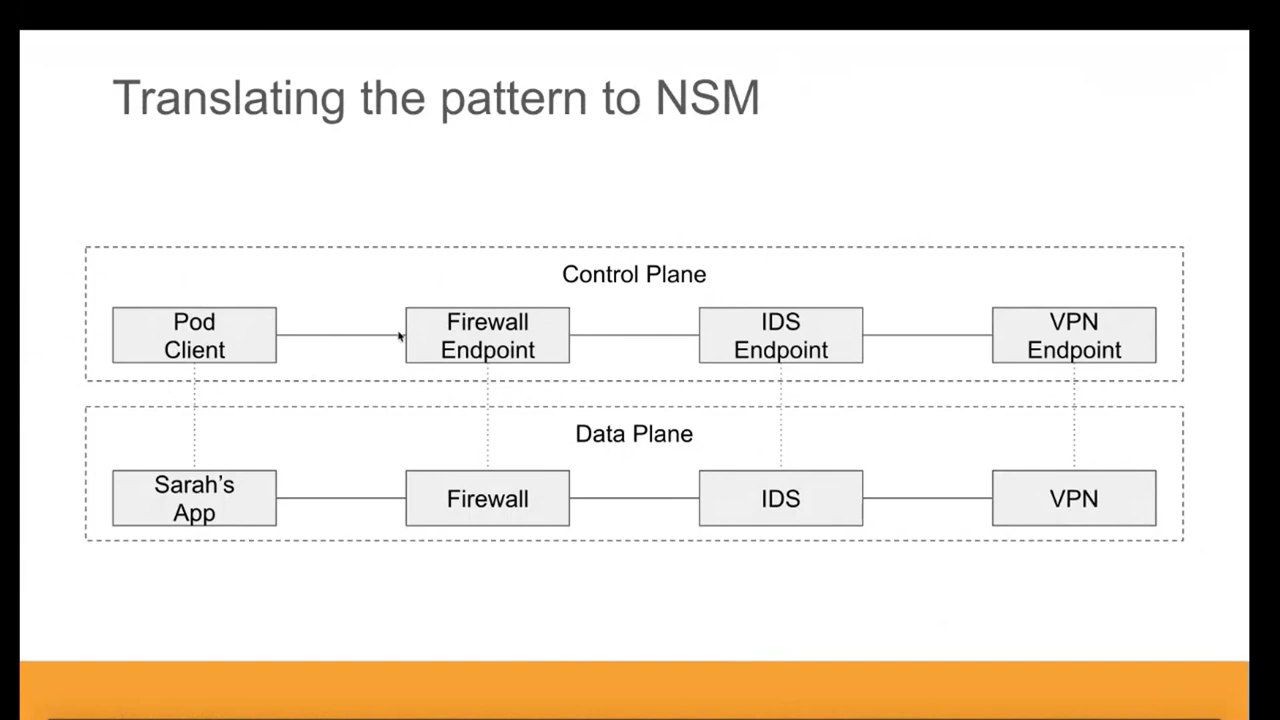 Translating the pattern to NSM
Control Plane
Pod
Client
Firewall
Endpoint
IDS
Endpoint
VPN
Endpoint
Data Plane
Sarah's
App
Firewall
IDS
VPN